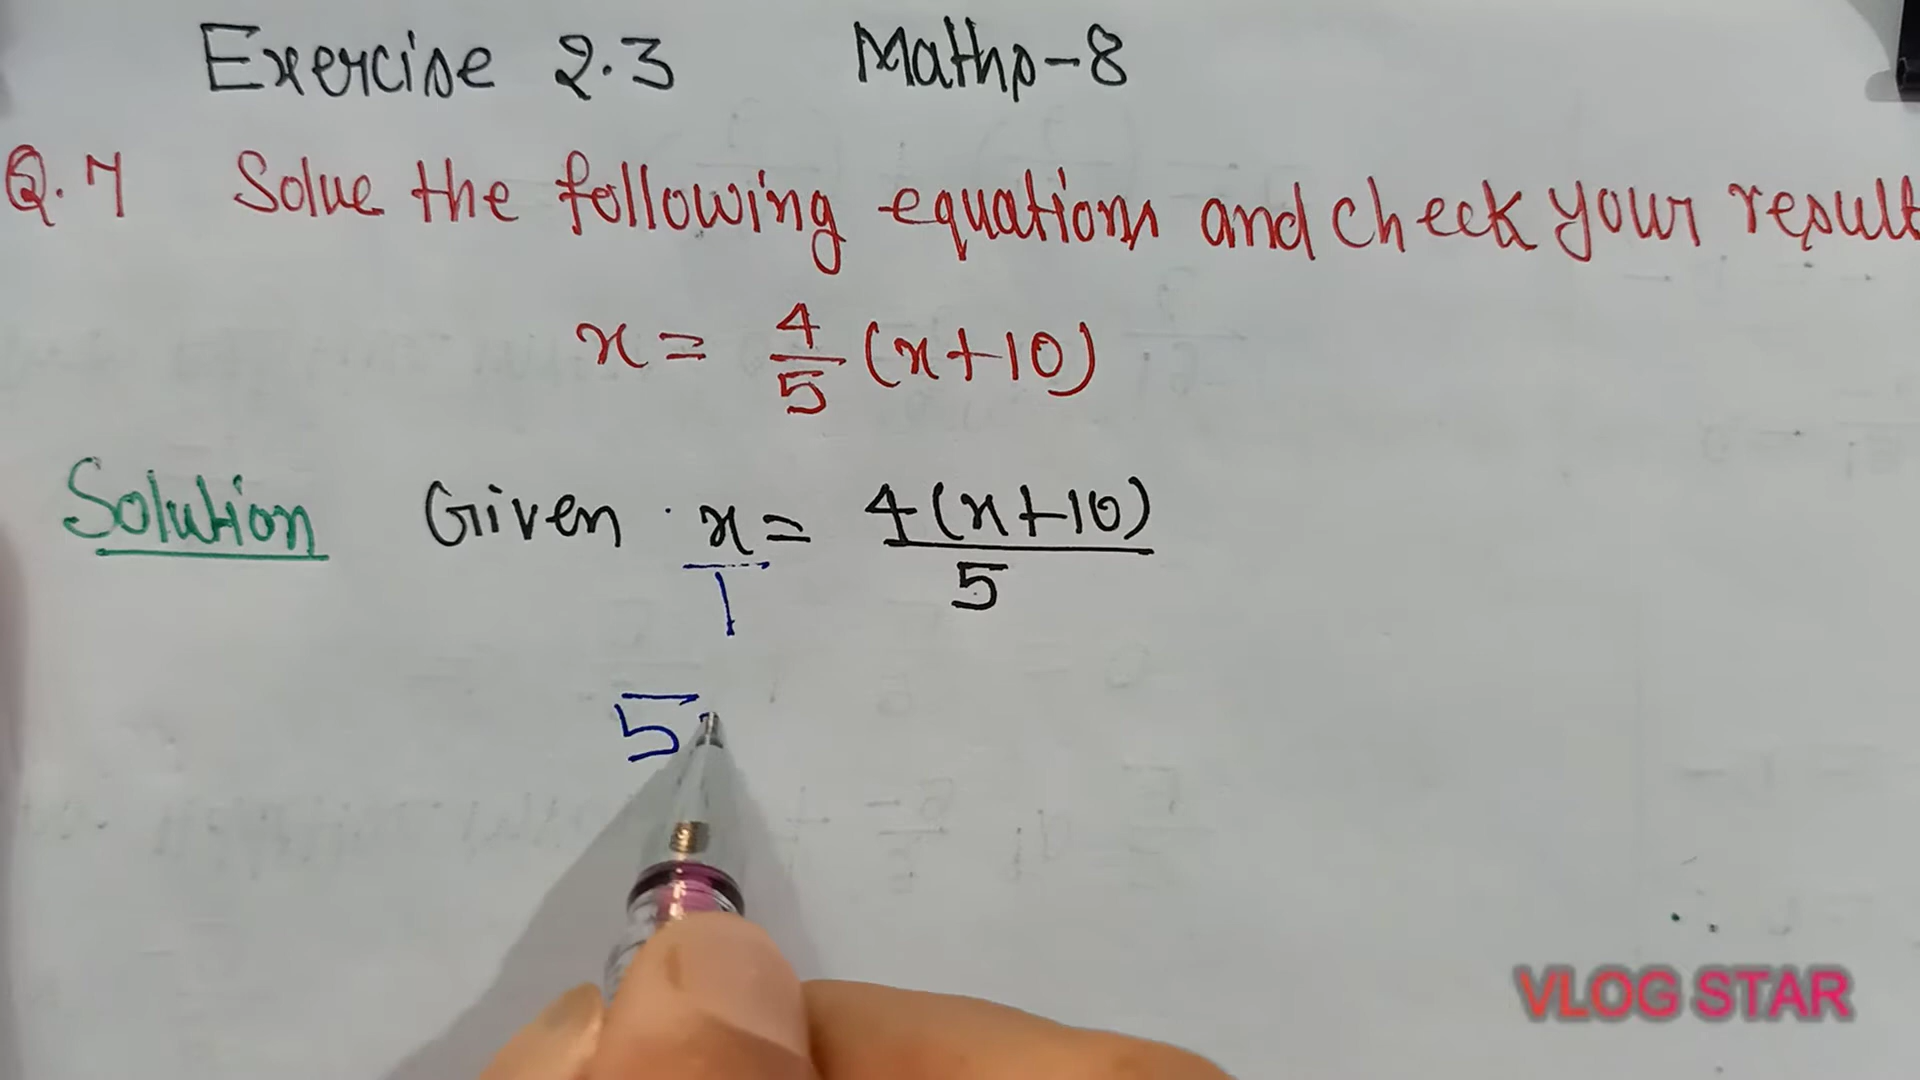 Exercise 2.3 Maths-8
Q.7 Solve the following equations and check your result
x = 4/5 (x+10)
Solution Given x/1 = 4(x+10)/5
5
VLOG STAR